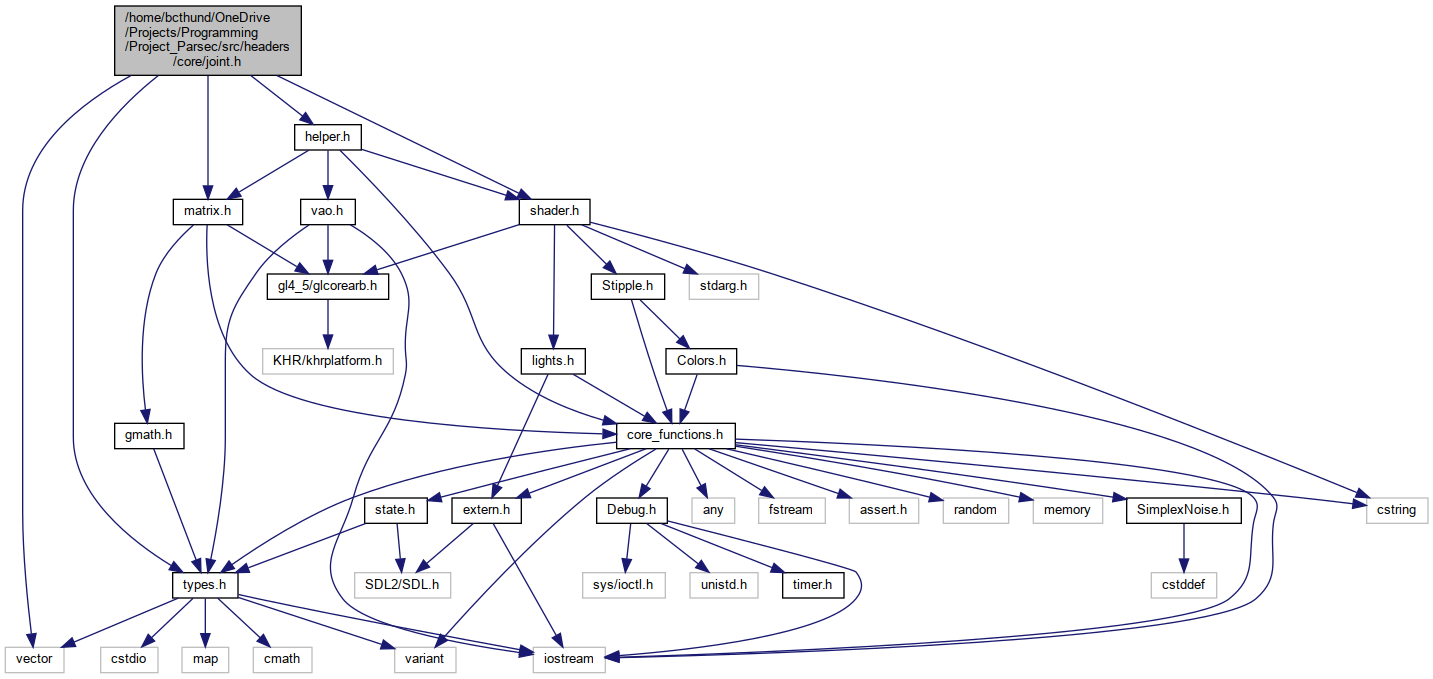 /home/bcthund/OneDrive
/Projects/Programming
/Project_Parsec/src/headers
/core/joint.h
helper.h
matrix.h
vao.h
shader.h
gl4_5/glcorearb.h
Stipple.h
stdarg.h
KHR/khrplatform.h
lights.h
Colors.h
gmath.h
core_functions.h
state.h
extern.h
Debug.h
any
fstream
assert.h
random
memory
SimplexNoise.h
cstring
types.h
SDL2/SDL.h
sys/ioctl.h
unistd.h
timer.h
cstddef
vector
cstdio
map
cmath
variant
iostream